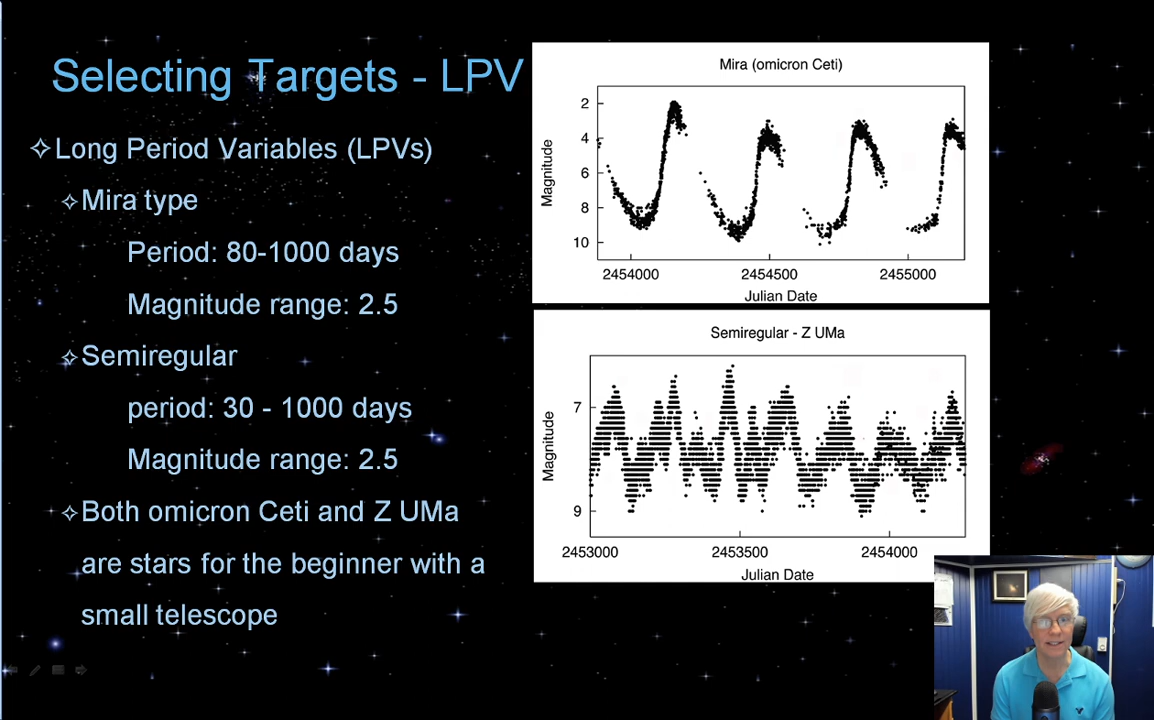 Selecting Targets - LPV
Long Period Variables (LPVs)
Mira type
Period: 80-1000 days
Magnitude range: 2.5
Semiregular
period: 30 - 1000 days
Magnitude range: 2.5
Both omicron Ceti and Z UMa
are stars for the beginner with a
small telescope
Mira (omicron Ceti)
Magnitude
2
4
6
8
10
2454000 2454500 2455000
Julian Date
Semiregular - Z UMa
Magnitude
7
9
2453000 2453500 2454000
Julian Date